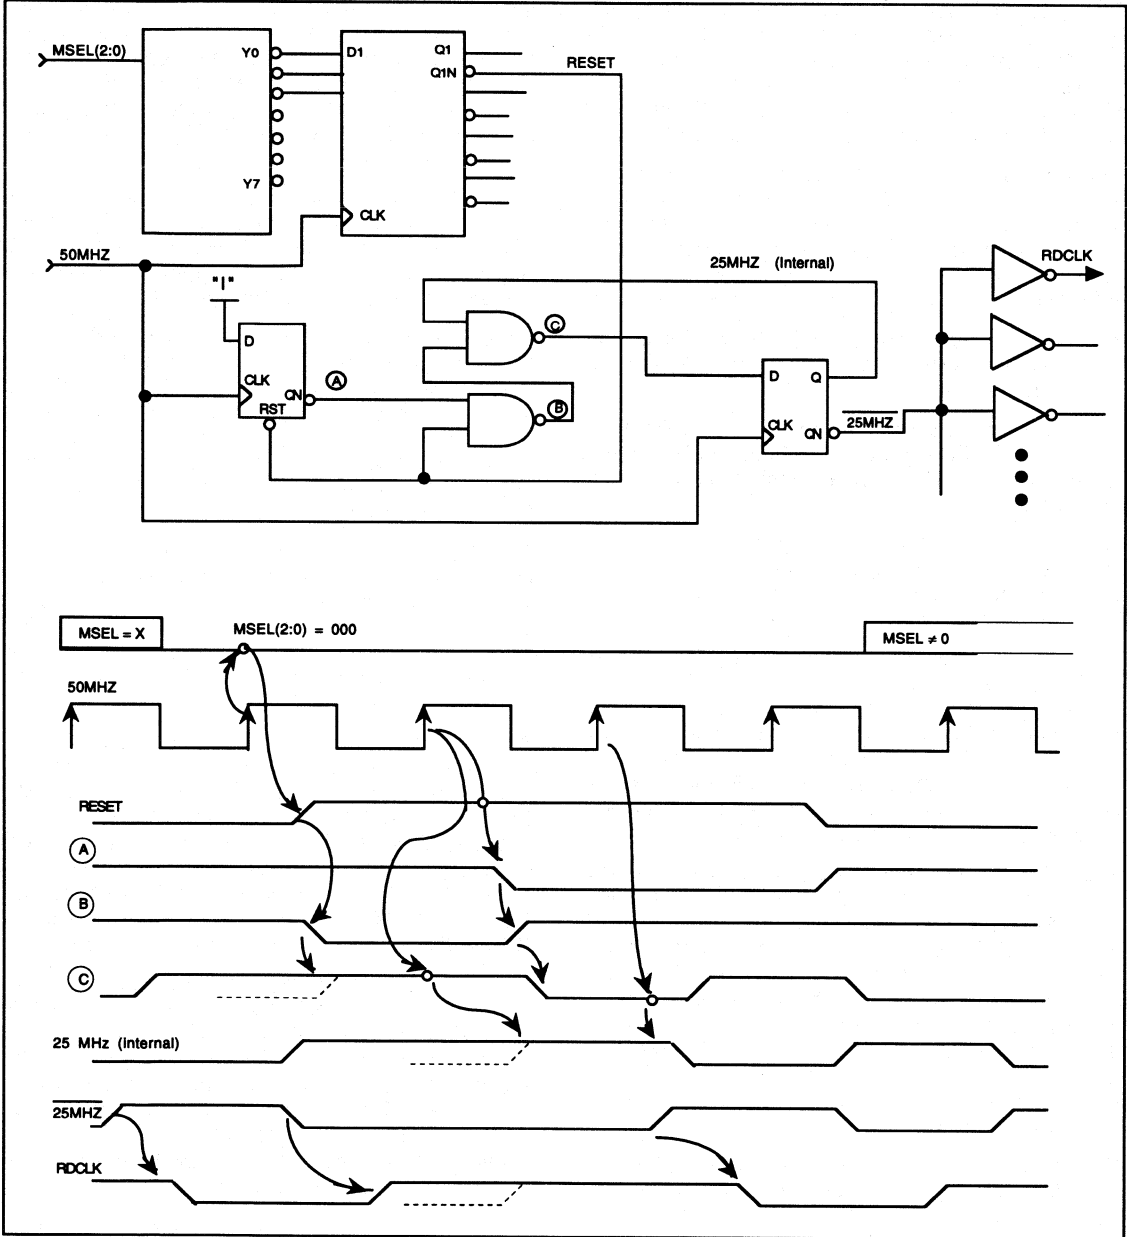 MSEL(2:0)
Y0
D1
Q1
Q1N
RESET
Y7
CLK
50MHZ
"I"
25MHZ (Internal)
RDCLK
D
C
CLK
QN
A
RST
B
D
Q
CLK
QN
25MHZ
MSEL = X
MSEL(2:0) = 000
MSEL ≠ 0
50MHZ
RESET
A
B
C
25 MHz (Internal)
25MHZ
RDCLK